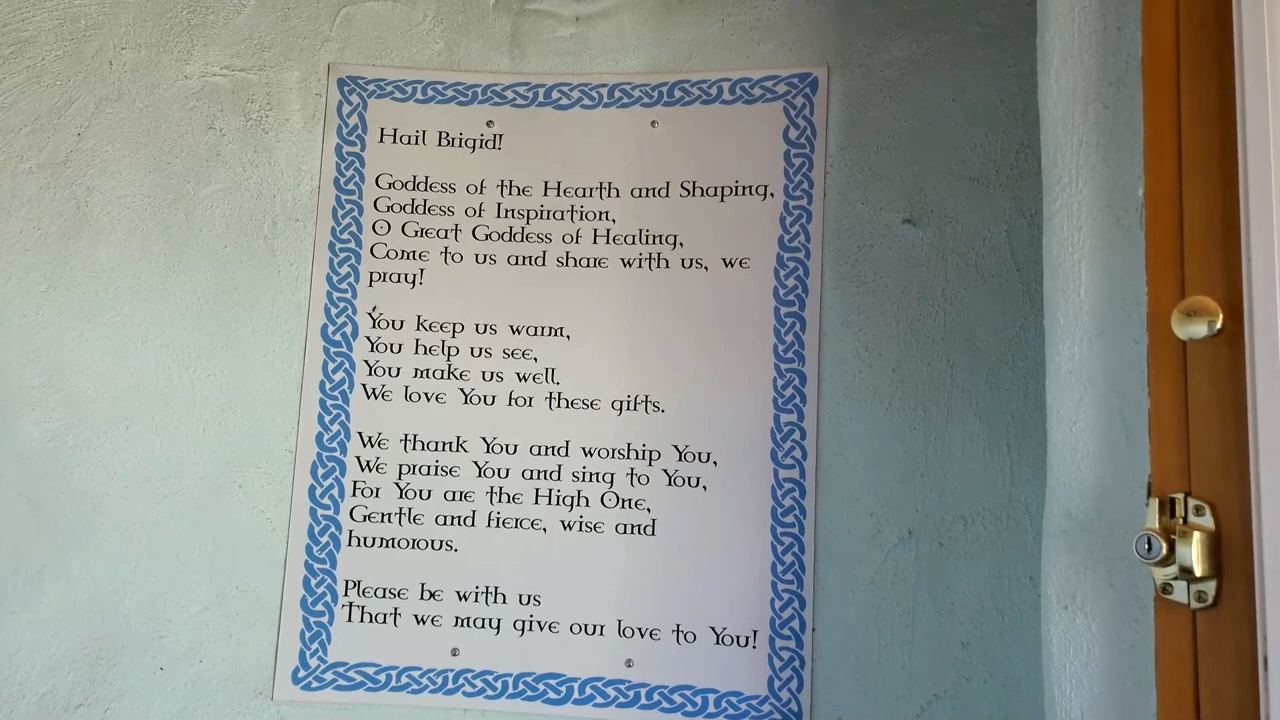 Hail Brigid!
Goddess of the Hearth and Shaping,
Goddess of Inspiration,
O Great Goddess of Healing,
Come to us and share with us, we
pray!
You keep us warm,
You help us see,
You make us well.
We love You for these gifts.
We thank You and worship You,
We praise You and sing to You,
For You are the High One,
Gentle and fierce, wise and
humorous.
Please be with us
That we may give our love to You!